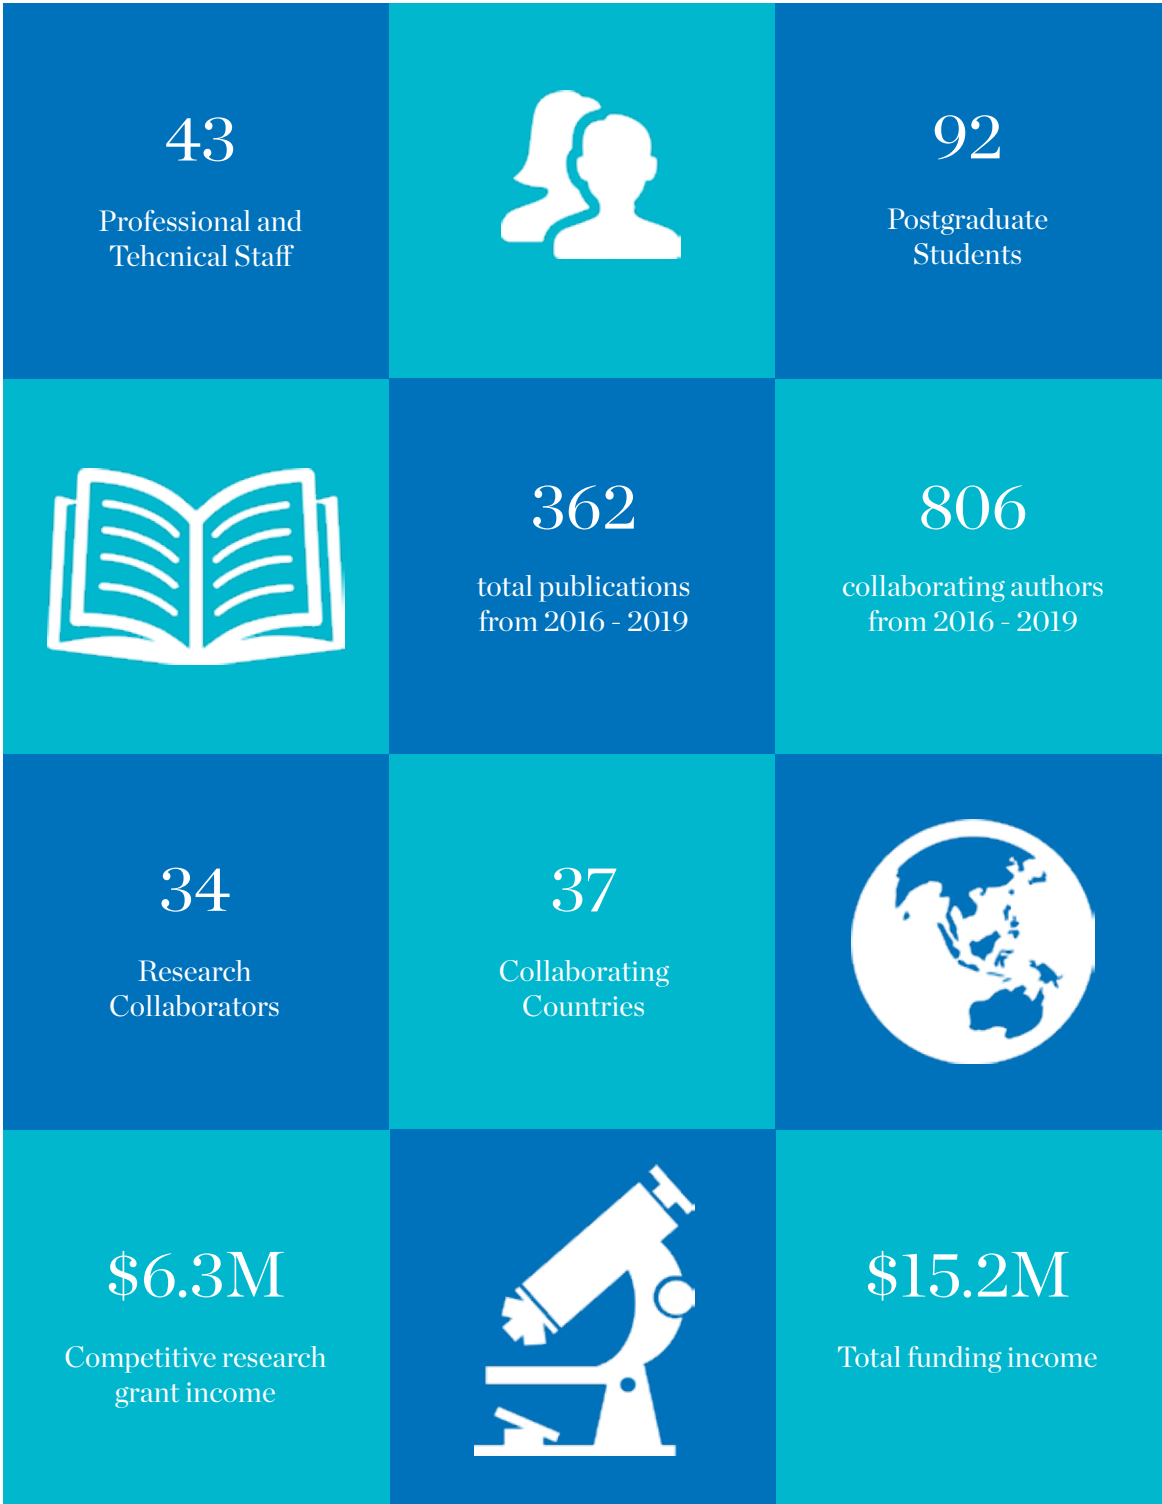 43
Professional and
Tehcnical Staff
92
Postgraduate
Students
362
total publications
from 2016 - 2019
806
collaborating authors
from 2016 - 2019
34
Research
Collaborators
37
Collaborating
Countries
$6.3M
Competitive research
grant income
$15.2M
Total funding income